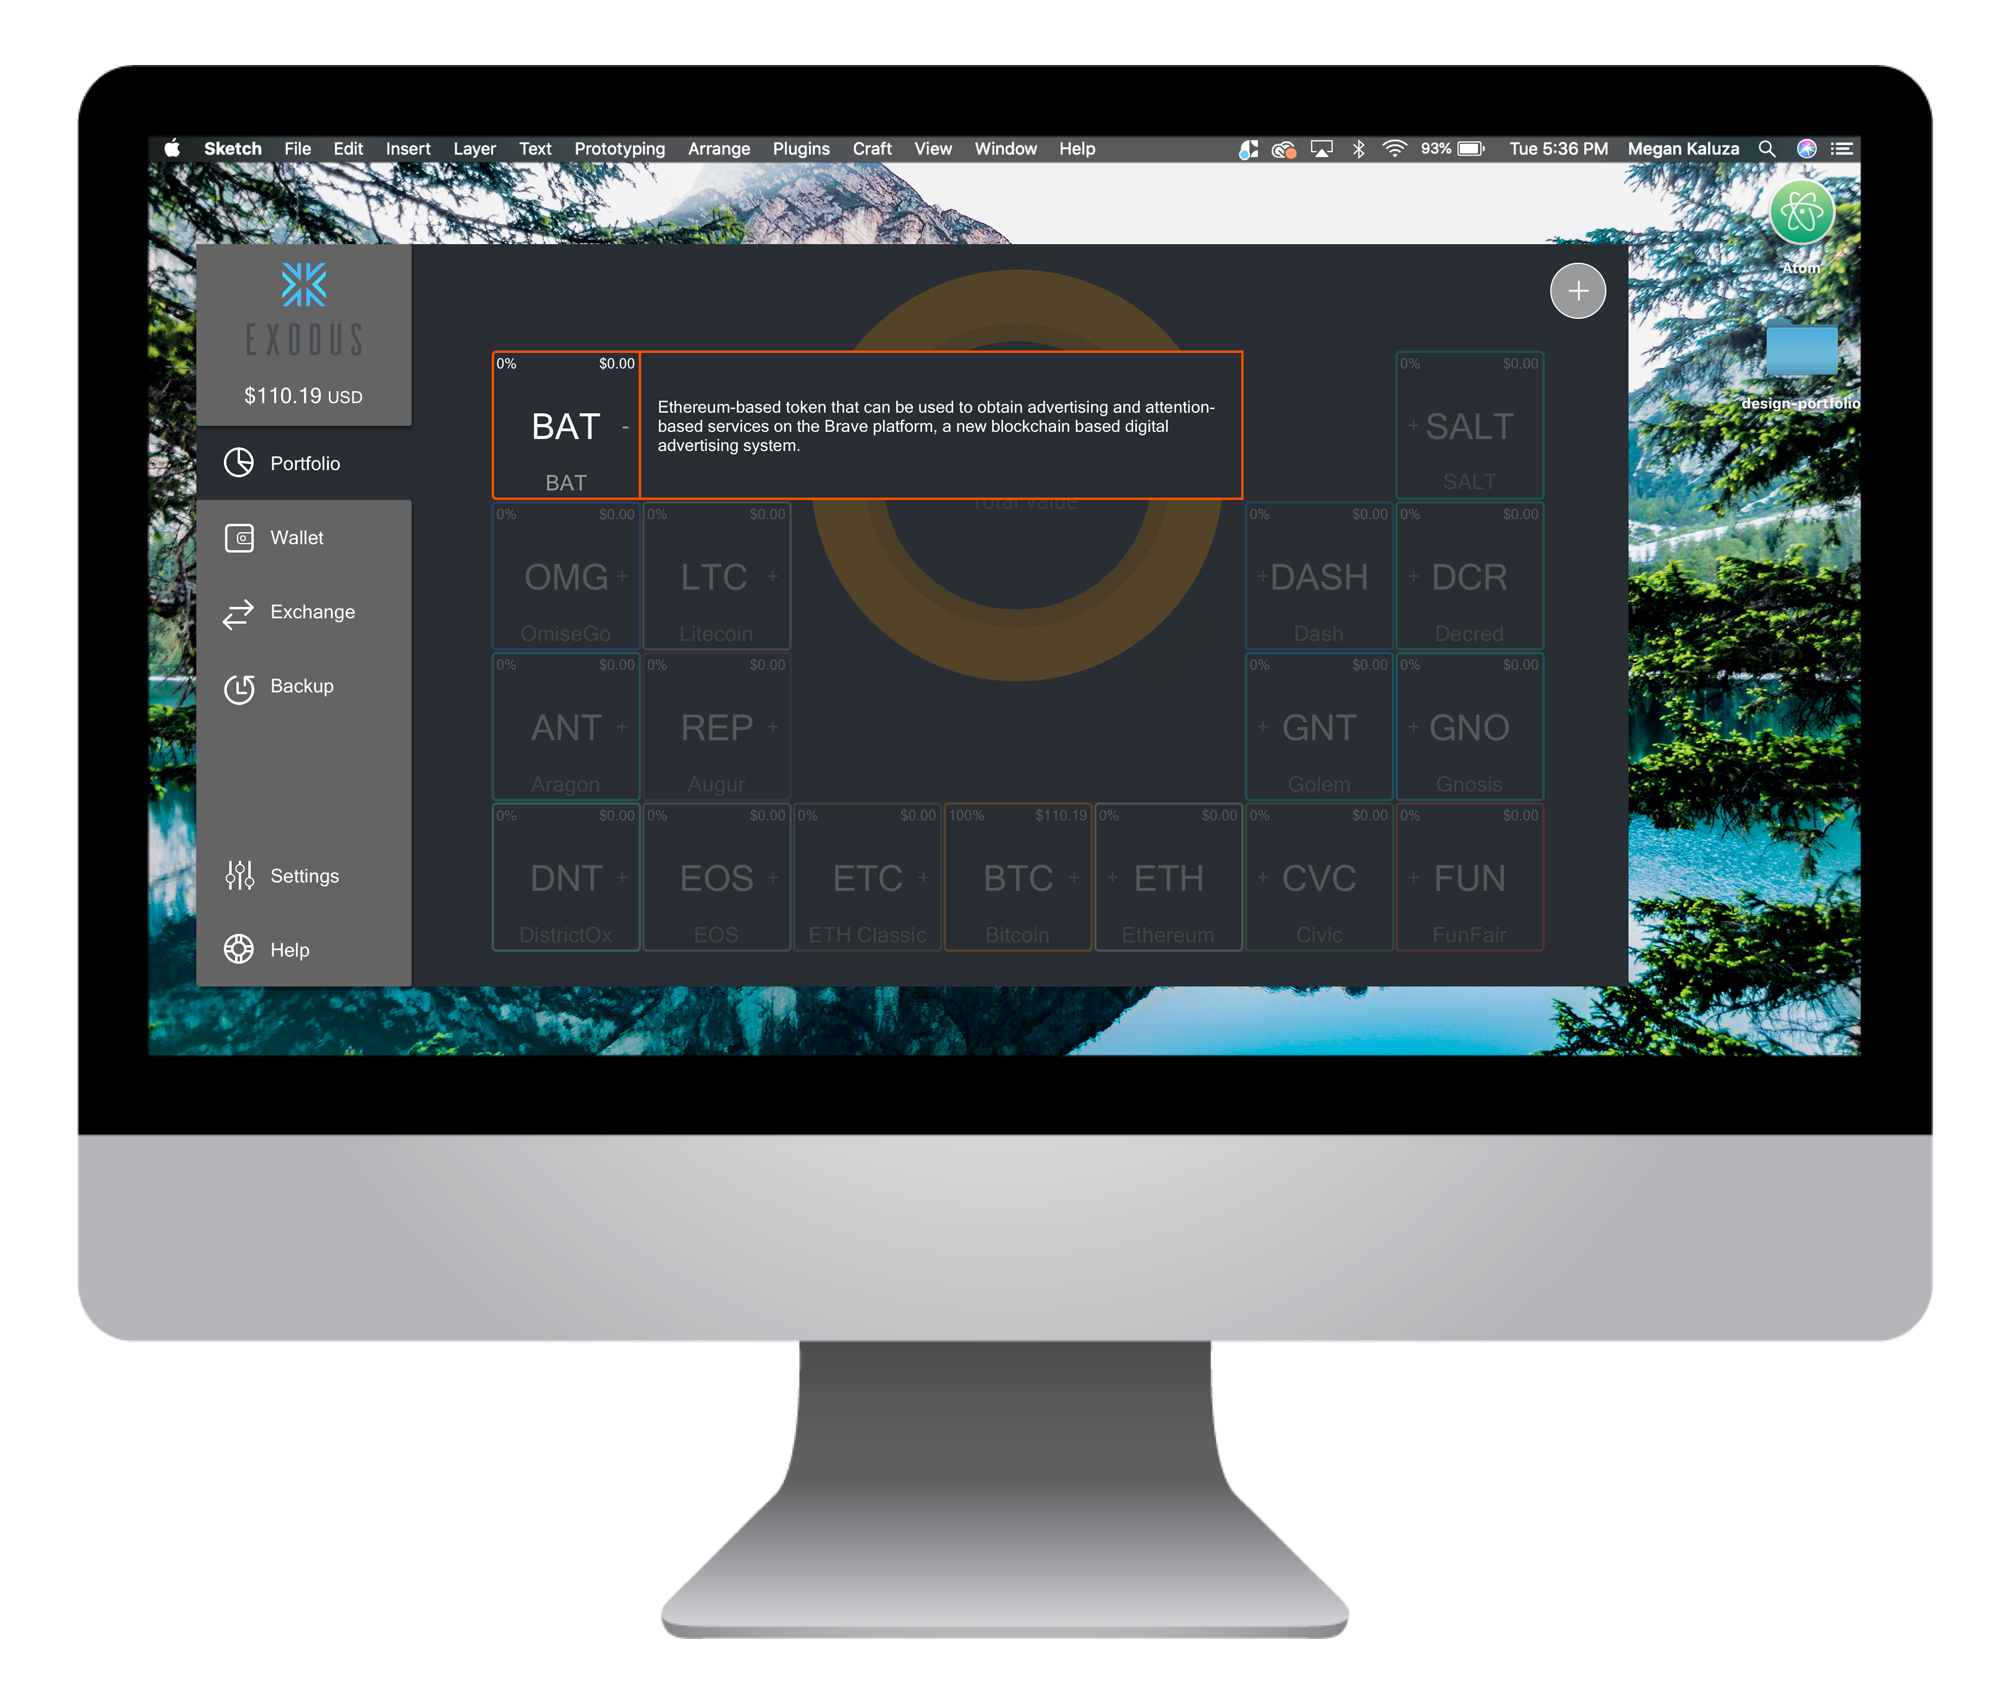 Sketch File Edit Insert Layer Text Prototyping Arrange Plugins Craft View Window Help 93% Tue 5:36 PM Megan Kaluza
Atom
design-portfolio
EXODUS
$110.19 USD
Portfolio
Wallet
Exchange
Backup
Settings
Help
+
0% $0.00
BAT -
BAT
Ethereum-based token that can be used to obtain advertising and attention-
based services on the Brave platform, a new blockchain based digital
advertising system.
0% $0.00
+ SALT
SALT
Total Value
0% $0.00 0% $0.00 0% $0.00 0% $0.00
OMG + LTC + + DASH + DCR
OmiseGo Litecoin Dash Decred
0% $0.00 0% $0.00 0% $0.00 0% $0.00
ANT + REP + + GNT + GNO
Aragon Augur Golem Gnosis
0% $0.00 0% $0.00 0% $0.00 100% $110.19 0% $0.00 0% $0.00 0% $0.00
DNT + EOS + ETC + BTC + + ETH + CVC + FUN
DistrictOx EOS ETH Classic Bitcoin Ethereum Civic FunFair